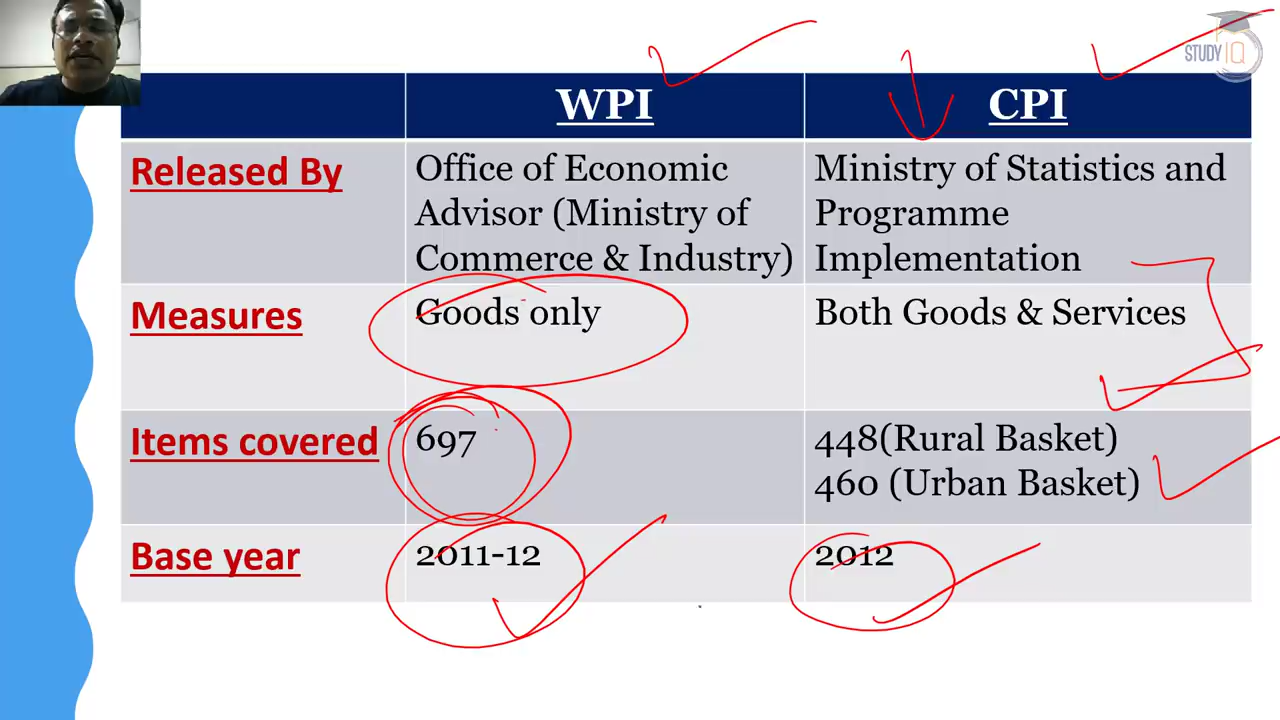 STUDY IQ
WPI
CPI
Released By
Office of Economic
Advisor (Ministry of
Commerce & Industry)
Ministry of Statistics and
Programme
Implementation
Measures
Goods only
Both Goods & Services
Items covered
697
448(Rural Basket)
460 (Urban Basket)
Base year
2011-12
2012